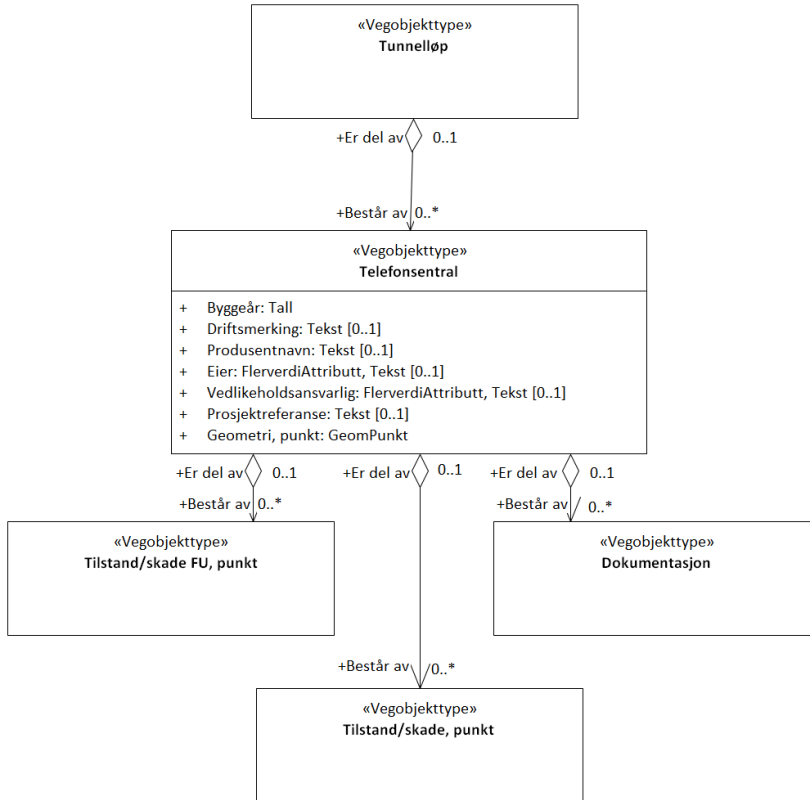 «Vegobjekttype»
Tunnelløp
+Er del av 0..1
+Består av 0..*
«Vegobjekttype»
Telefonsentral
+ Byggeår: Tall
+ Driftsmerking: Tekst [0..1]
+ Produsentnavn: Tekst [0..1]
+ Eier: FlerverdiAttributt, Tekst [0..1]
+ Vedlikeholdsansvarlig: FlerverdiAttributt, Tekst [0..1]
+ Prosjektreferanse: Tekst [0..1]
+ Geometri, punkt: GeomPunkt
+Er del av 0..1 +Er del av 0..1 +Er del av 0..1
+Består av 0..* +Består av 0..*
«Vegobjekttype»
Tilstand/skade FU, punkt
«Vegobjekttype»
Dokumentasjon
+Består av 0..*
«Vegobjekttype»
Tilstand/skade, punkt